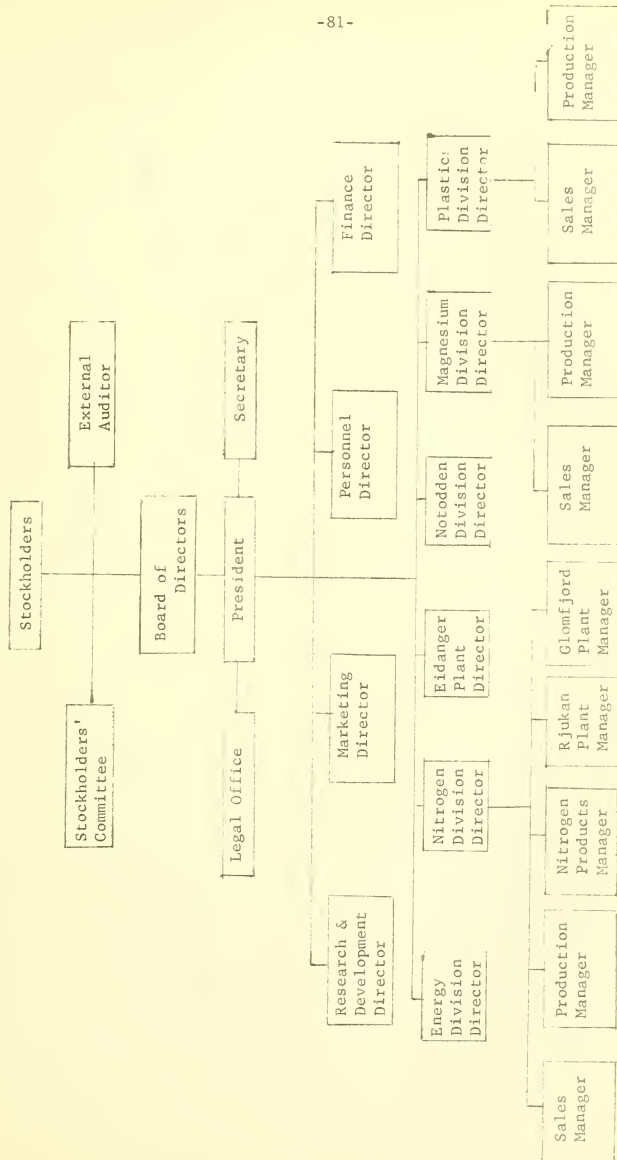 -81-
Stockholders
Stockholders'
Committee
External
Auditor
Board of
Directors
Legal Office
President
Secretary
Research &
Development
Director
Marketing
Director
Personnel
Director
Finance
Director
Energy
Division
Director
Nitrogen
Division
Director
Eidanger
Plant
Director
Notodden
Division
Director
Magnesium
Division
Director
Plastics
Division
Director
Sales
Manager
Production
Manager
Nitrogen
Products
Manager
Rjukan
Plant
Manager
Glomfjord
Plant
Manager
Sales
Manager
Production
Manager
Sales
Manager
Production
Manager